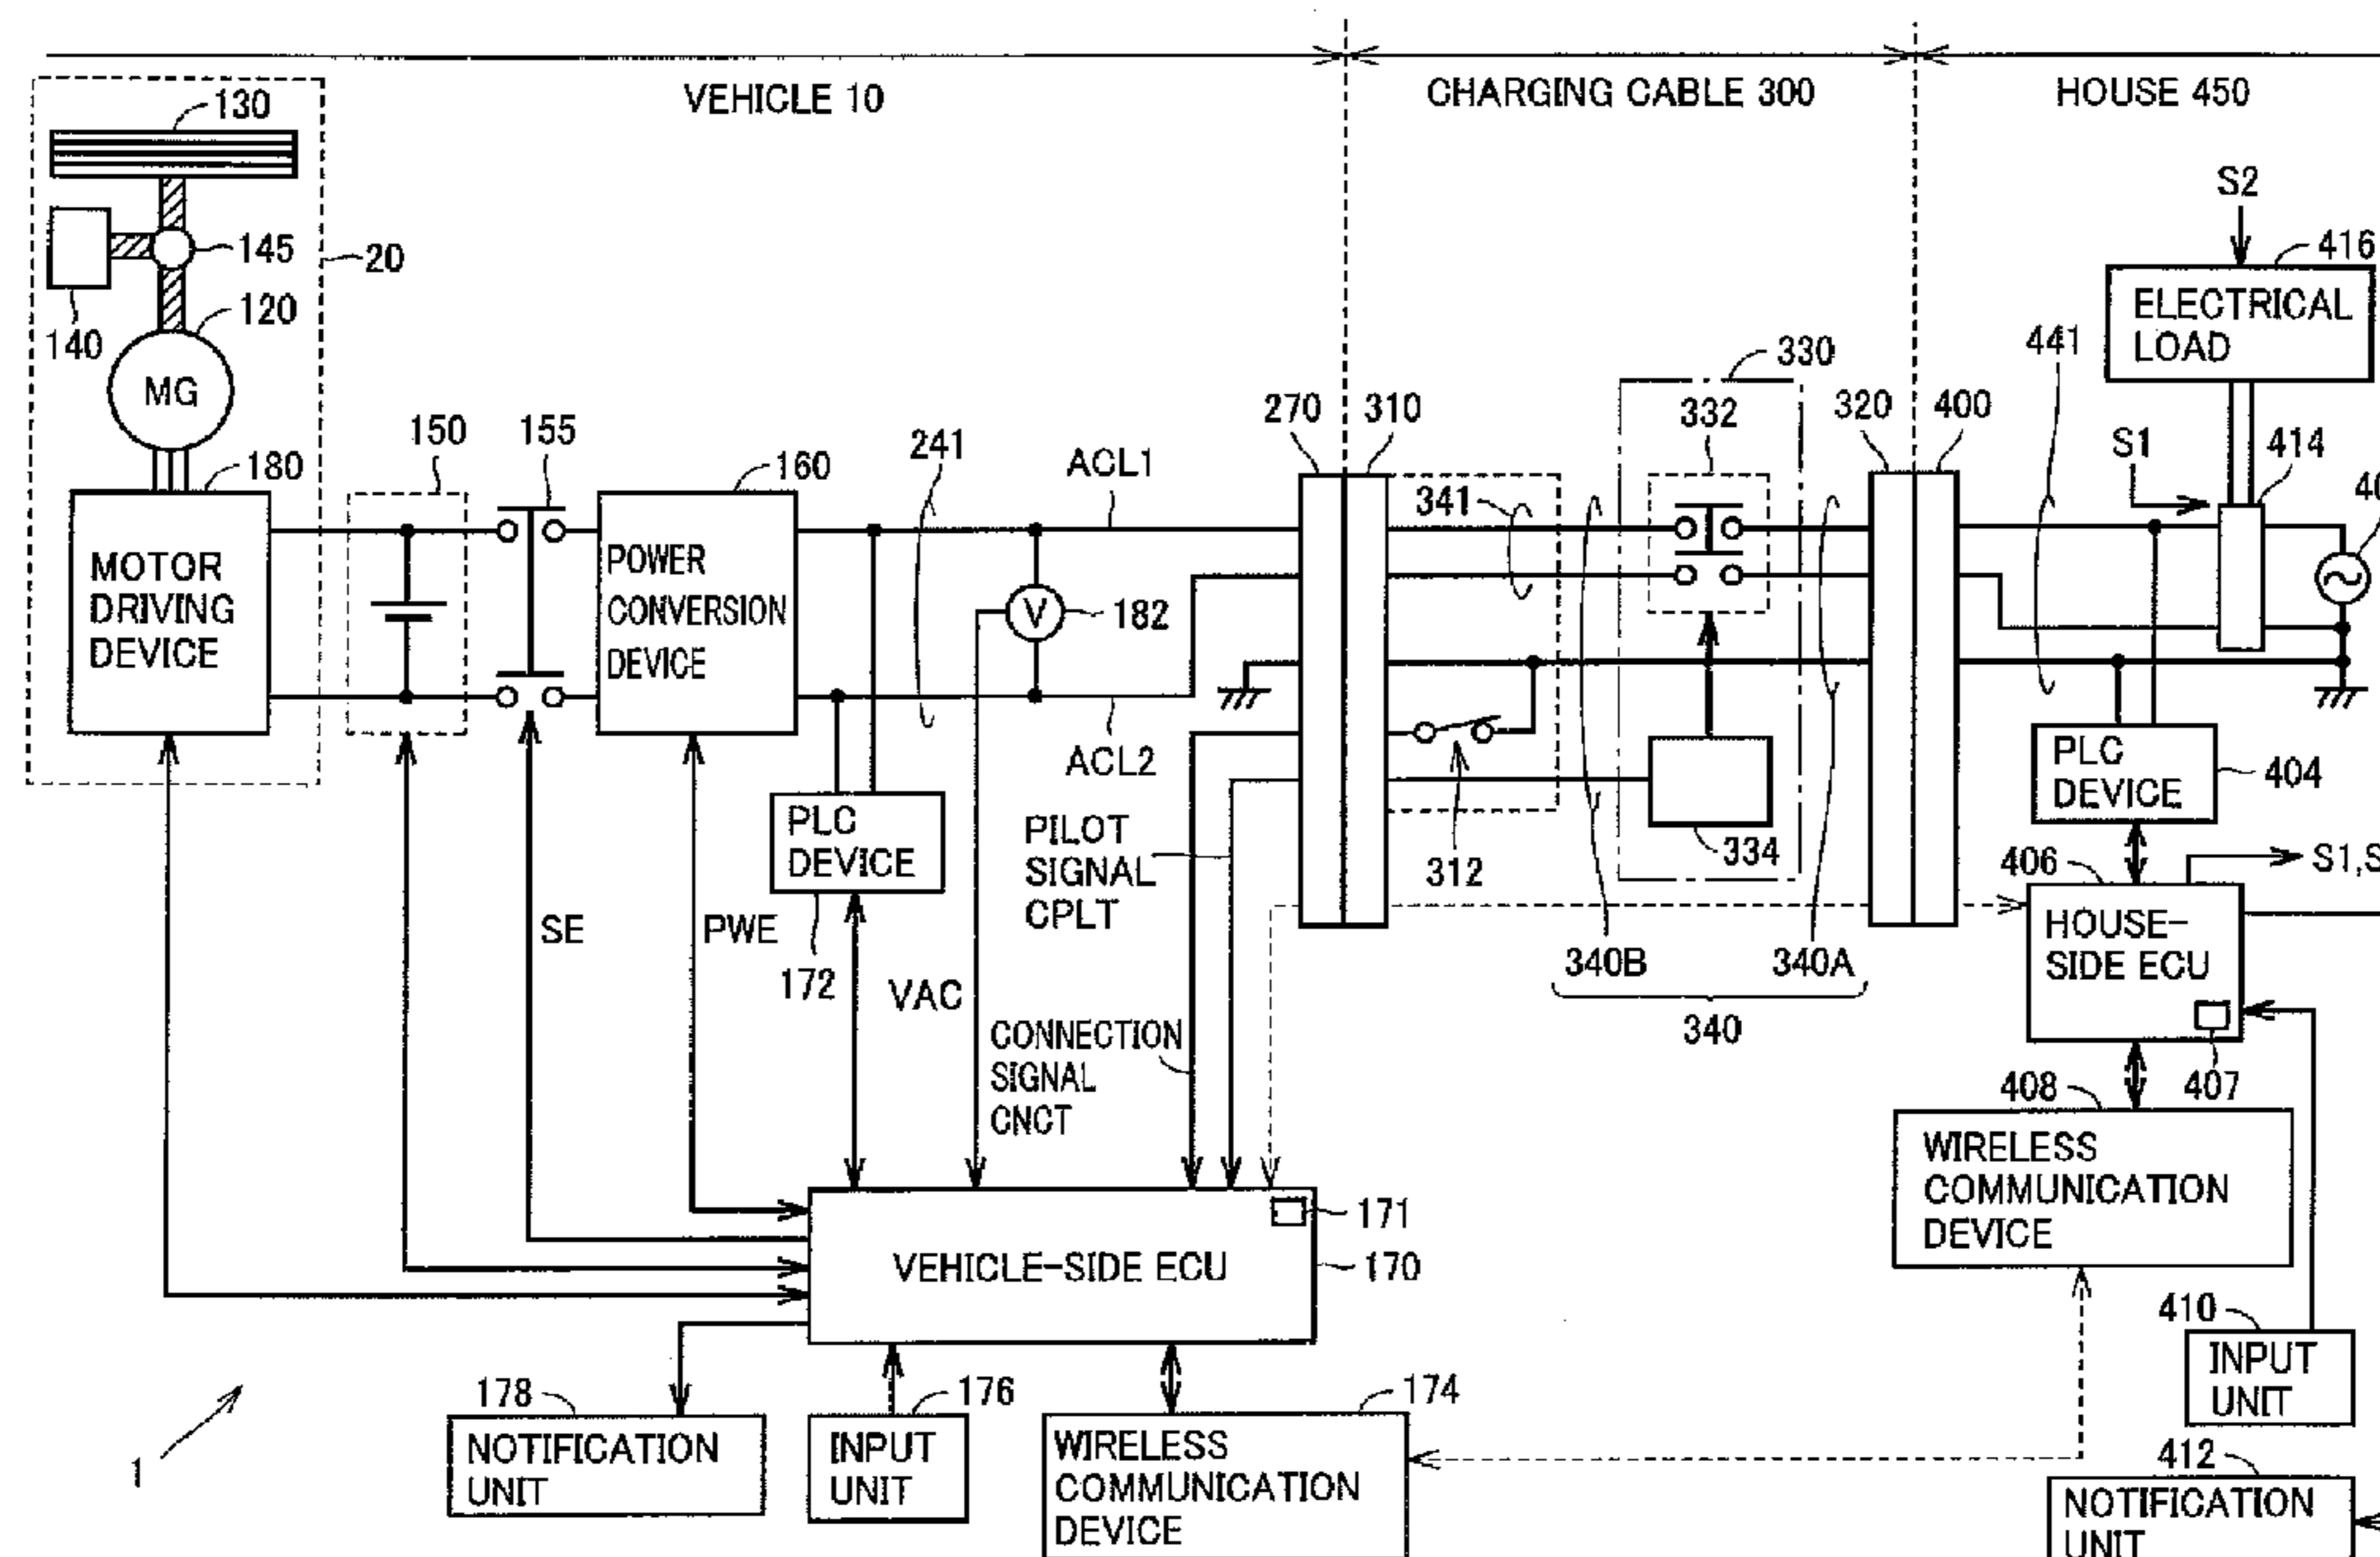 VEHICLE 10
CHARGING CABLE 300
HOUSE 450
130
145
20
140
120
MG
180
MOTOR
DRIVING
DEVICE
150
155
160
POWER
CONVERSION
DEVICE
241
ACL1
V
182
ACL2
270
310
341
330
332
320
400
441
S2
416
ELECTRICAL
LOAD
S1
414
PLC
DEVICE
172
SE
PWE
VAC
PILOT
SIGNAL
CPLT
CONNECTION
SIGNAL
CNCT
312
334
340B
340A
340
PLC
DEVICE
404
406
HOUSE-
SIDE ECU
407
408
WIRELESS
COMMUNICATION
DEVICE
171
VEHICLE-SIDE ECU
170
410
INPUT
UNIT
178
NOTIFICATION
UNIT
176
INPUT
UNIT
174
WIRELESS
COMMUNICATION
DEVICE
412
NOTIFICATION
UNIT
1